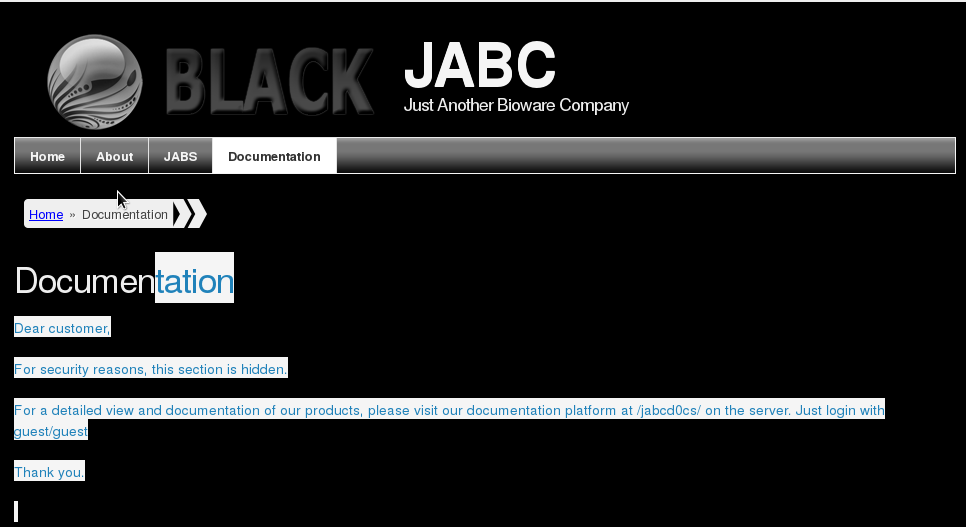 BLACK
JABC
Just Another Bioware Company
Home About JABS Documentation
Home » Documentation
Documentation
Dear customer,
For security reasons, this section is hidden.
For a detailed view and documentation of our products, please visit our documentation platform at /jabcd0cs/ on the server. Just login with
guest/guest
Thank you.